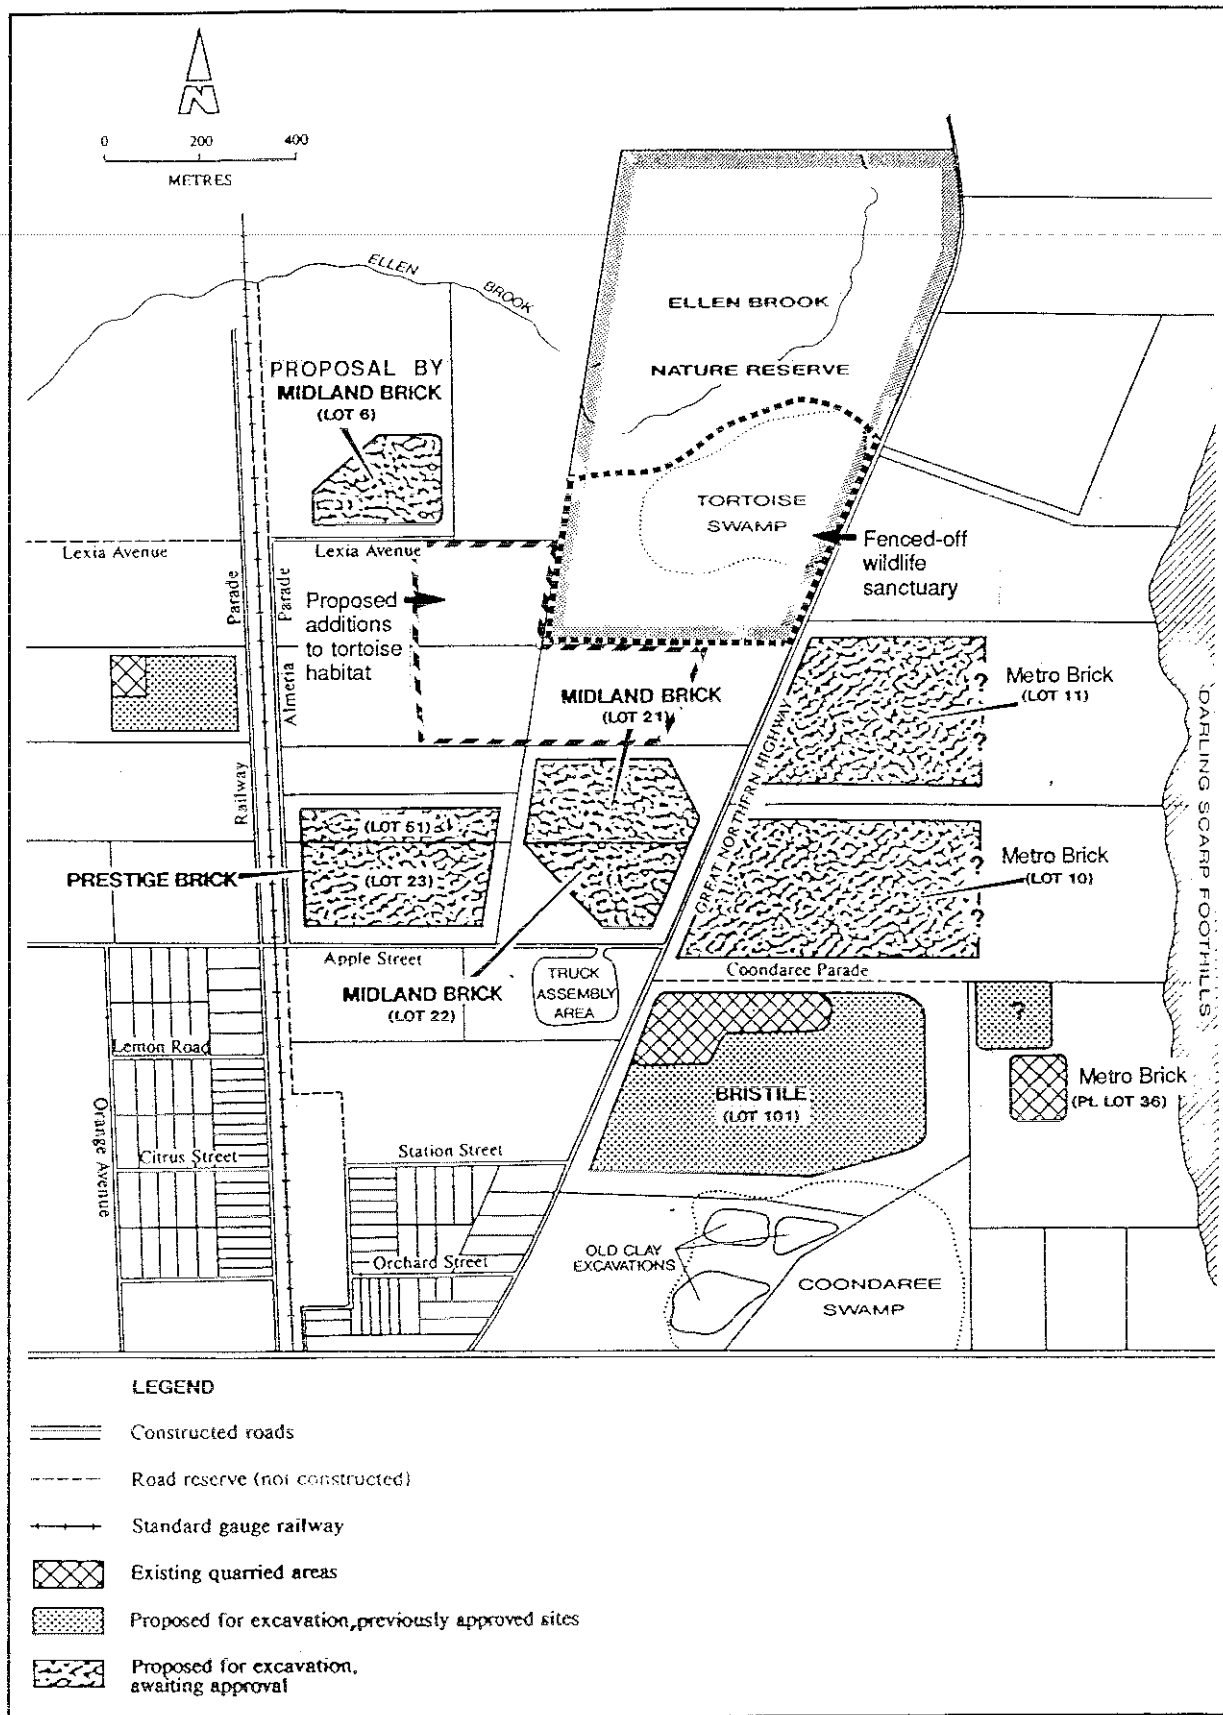 N
0 200 400
METRES
ELLEN
BROOK
ELLEN BROOK
NATURE RESERVE
PROPOSAL BY
MIDLAND BRICK
(LOT 6)
TORTOISE
SWAMP
Fenced-off
wildlife
sanctuary
Lexia Avenue
Lexia Avenue
Parade
Parade
Proposed
additions
to tortoise
habitat
Almeria
Railway
MIDLAND BRICK
(LOT 21)
GREAT NORTHERN HIGHWAY
?
Metro Brick
(LOT 11)
?
DARLING SCARP FOOTHILLS
(LOT 51)
PRESTIGE BRICK
(LOT 23)
?
Metro Brick
(LOT 10)
?
Apple Street
Coondaree Parade
MIDLAND BRICK
(LOT 22)
TRUCK
ASSEMBLY
AREA
?
Lemon Road
Orange Avenue
Metro Brick
(Pt. LOT 36)
BRISTILE
(LOT 101)
Citrus Street
Station Street
OLD CLAY
EXCAVATIONS
Orchard Street
COONDAREE
SWAMP
LEGEND
Constructed roads
Road reserve (not constructed)
Standard gauge railway
Existing quarried areas
Proposed for excavation,previously approved sites
Proposed for excavation,
awaiting approval